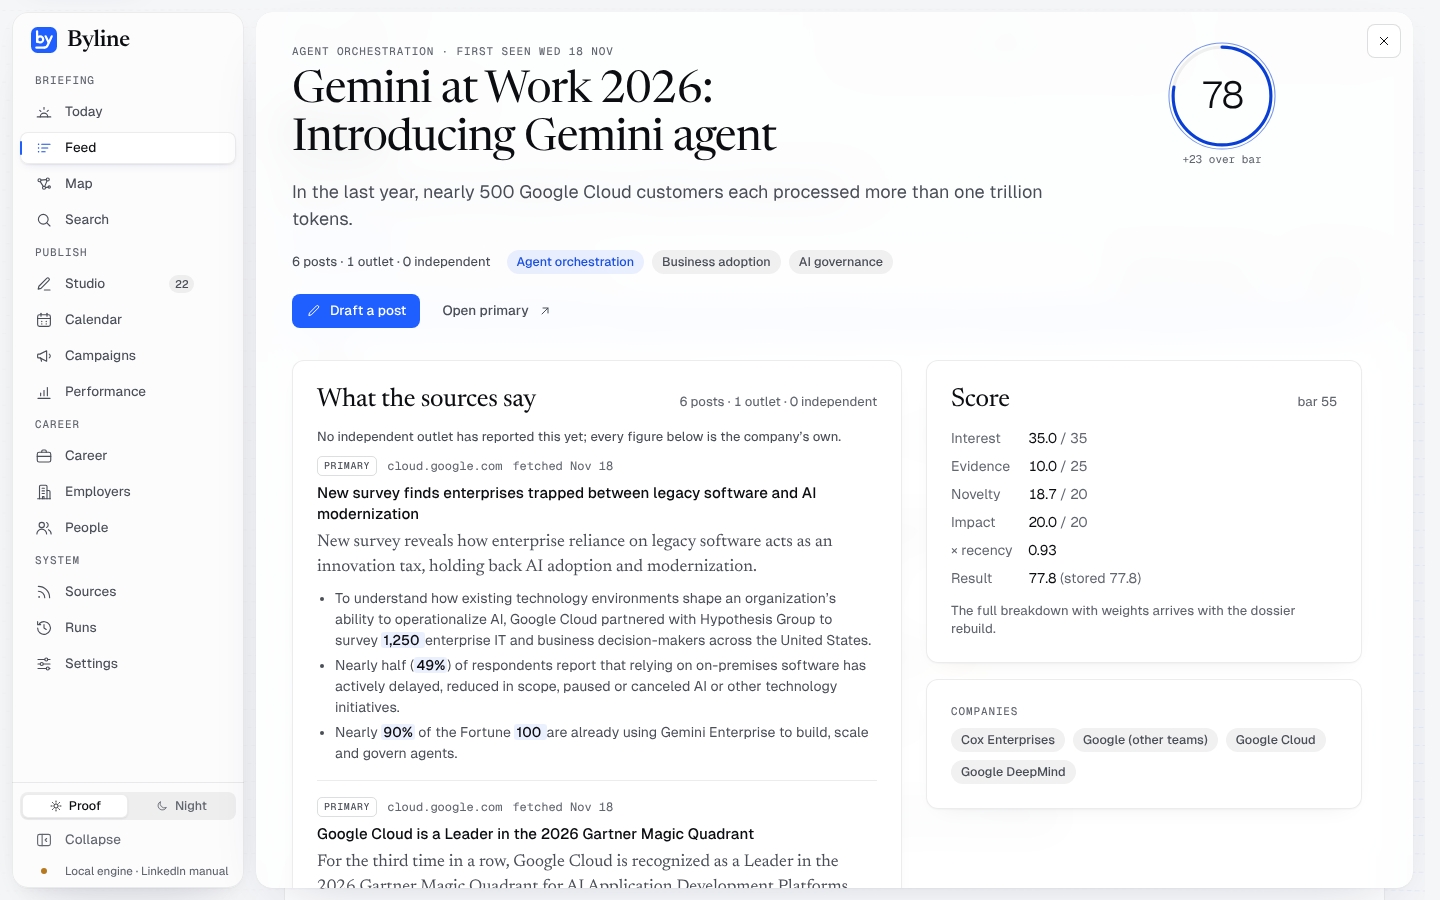 by Byline
BRIEFING
Today
Feed
Map
Search
PUBLISH
Studio 22
Calendar
Campaigns
Performance
CAREER
Career
Employers
People
SYSTEM
Sources
Runs
Settings
Proof Night
Collapse
Local engine · LinkedIn manual
AGENT ORCHESTRATION · FIRST SEEN WED 18 NOV
Gemini at Work 2026:
Introducing Gemini agent
In the last year, nearly 500 Google Cloud customers each processed more than one trillion
tokens.
6 posts · 1 outlet · 0 independent Agent orchestration Business adoption AI governance
Draft a post Open primary
78
+23 over bar
What the sources say 6 posts · 1 outlet · 0 independent
No independent outlet has reported this yet; every figure below is the company’s own.
PRIMARY cloud.google.com fetched Nov 18
New survey finds enterprises trapped between legacy software and AI
modernization
New survey reveals how enterprise reliance on legacy software acts as an
innovation tax, holding back AI adoption and modernization.
• To understand how existing technology environments shape an organization’s
ability to operationalize AI, Google Cloud partnered with Hypothesis Group to
survey 1,250 enterprise IT and business decision-makers across the United States.
• Nearly half (49%) of respondents report that relying on on-premises software has
actively delayed, reduced in scope, paused or canceled AI or other technology
initiatives.
• Nearly 90% of the Fortune 100 are already using Gemini Enterprise to build, scale
and govern agents.
PRIMARY cloud.google.com fetched Nov 18
Google Cloud is a Leader in the 2026 Gartner Magic Quadrant
For the third time in a row, Google Cloud is recognized as a Leader in the
2026 Gartner Magic Quadrant for AI Application Development Platforms
Score bar 55
Interest 35.0 / 35
Evidence 10.0 / 25
Novelty 18.7 / 20
Impact 20.0 / 20
× recency 0.93
Result 77.8 (stored 77.8)
The full breakdown with weights arrives with the dossier
rebuild.
COMPANIES
Cox Enterprises Google (other teams) Google Cloud
Google DeepMind